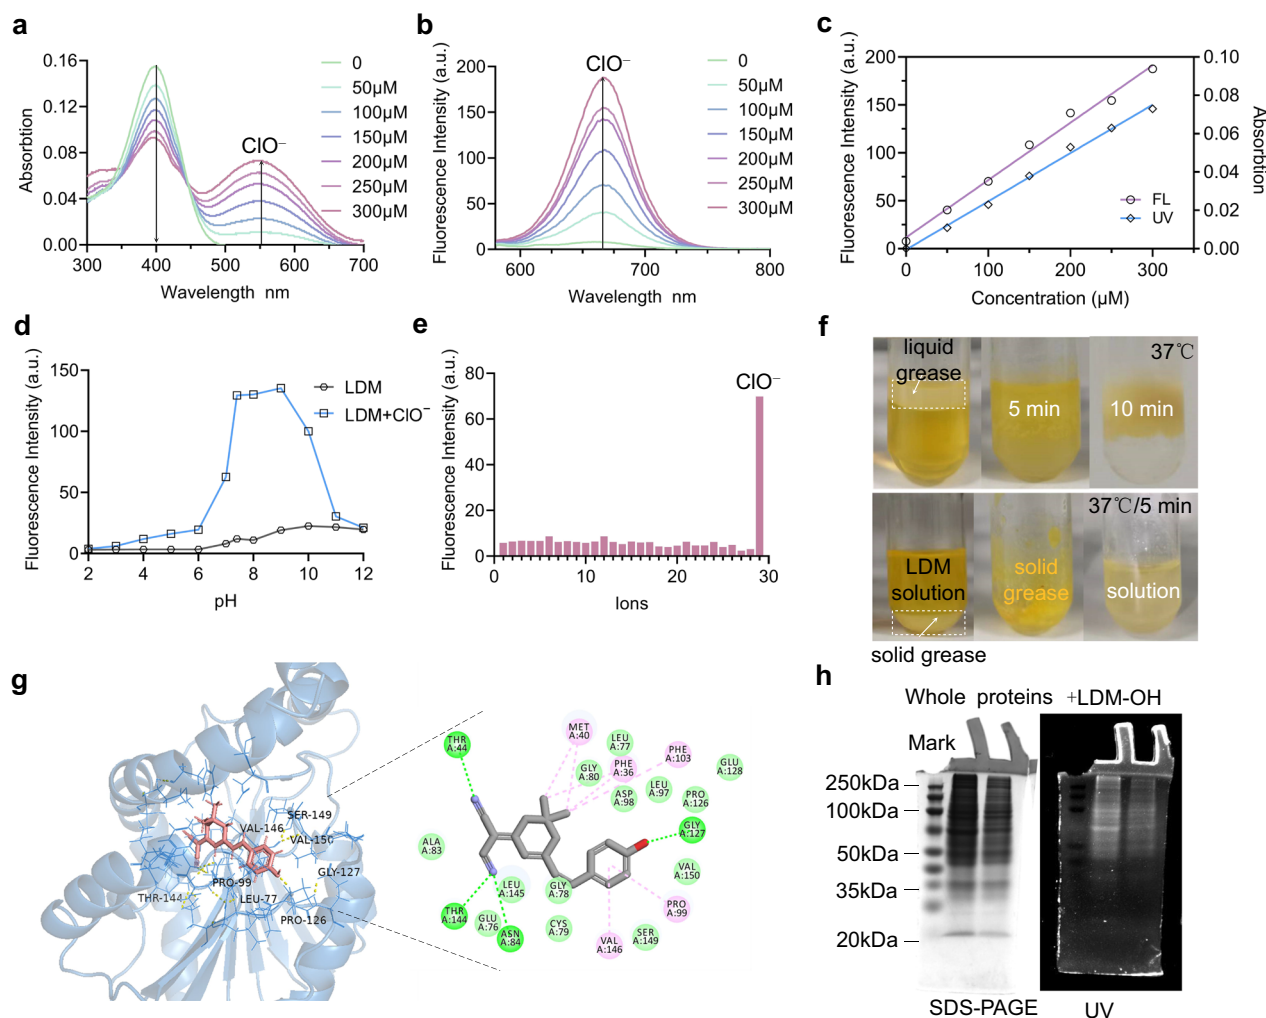 a
0.16
0.12
0.08
0.04
0.00
Absorbtion
300
400
500
600
700
Wavelength nm
ClO⁻
0
50μM
100μM
150μM
200μM
250μM
300μM
b
Fluorescence Intensity (a.u.)
200
150
100
50
0
600
700
800
Wavelength nm
ClO⁻
0
50μM
100μM
150μM
200μM
250μM
300μM
c
Fluorescence Intensity (a.u.)
200
150
100
50
0
0
100
200
300
Concentration (μM)
0.10
0.08
0.06
0.04
0.02
0.00
Absorbtion
FL
UV
d
Fluorescence Intensity (a.u.)
150
100
50
0
2
4
6
8
10
12
pH
LDM
LDM+ClO⁻
e
Fluorescence Intensity (a.u.)
80
60
40
20
0
0
10
20
30
Ions
ClO⁻
f
liquid
grease
5 min
10 min
37℃
LDM
solution
solid
grease
solution
37℃/5 min
solid grease
g
SER-149
VAL-146
VAL-150
GLY-127
PRO-99
THR-144
LEU-77
PRO-126
THR
A:44
MET
A:40
LEU
A:77
PHE
A:103
GLY
A:80
PHE
A:36
GLU
A:128
ASP
A:98
LEU
A:97
PRO
A:126
GLY
A:127
ALA
A:83
VAL
A:150
LEU
A:145
GLY
A:78
PRO
A:99
THR
A:144
GLU
A:76
ASN
A:84
CYS
A:79
VAL
A:146
SER
A:149
h
Whole proteins +LDM-OH
Mark
250kDa
100kDa
50kDa
35kDa
20kDa
SDS-PAGE
UV